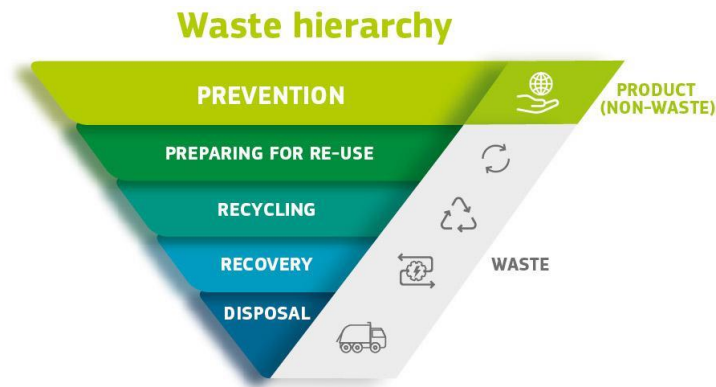 Waste hierarchy
PREVENTION
PRODUCT
(NON-WASTE)
PREPARING FOR RE-USE
RECYCLING
RECOVERY
WASTE
DISPOSAL